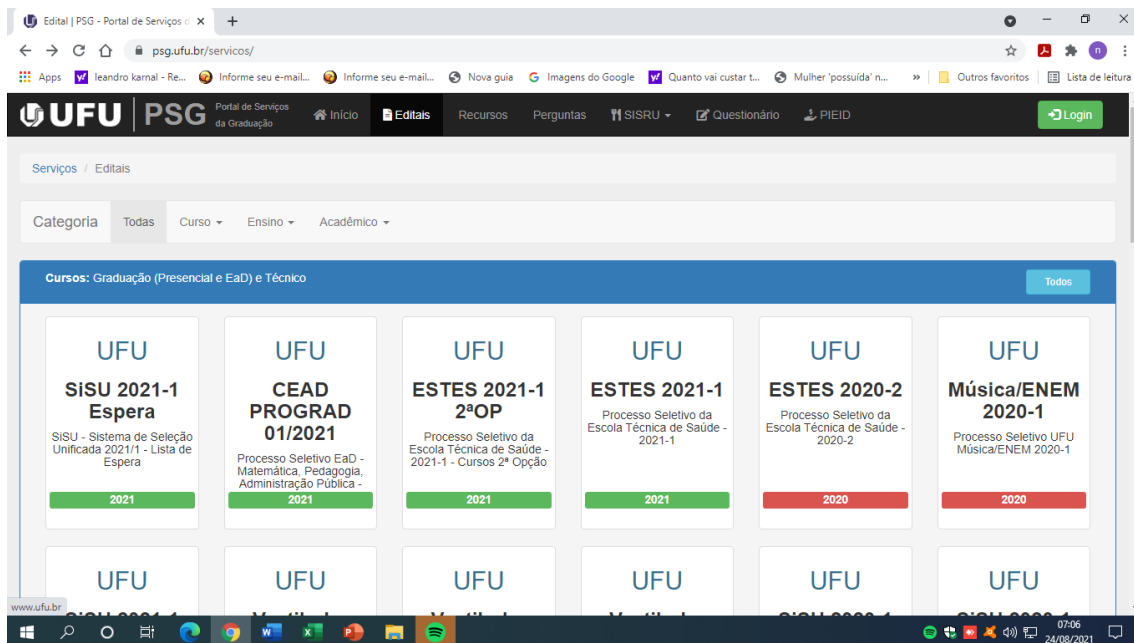 Edital | PSG - Portal de Serviços d
psg.ufu.br/servicos/
n
Apps leandro karnal - Re... Informe seu e-mail... Informe seu e-mail... Nova guia Imagens do Google Quanto vai custar t... Mulher 'possuída' n... » Outros favoritos Lista de leitura
UFU PSG Portal de Serviços
da Graduação
Início Editais Recursos Perguntas SISRU Questionário PIEID Login
Serviços / Editais
Categoria Todas Curso Ensino Acadêmico
Cursos: Graduação (Presencial e EaD) e Técnico Todos
UFU
SiSU 2021-1
Espera
SiSU - Sistema de Seleção
Unificada 2021/1 - Lista de
Espera
2021
UFU
CEAD
PROGRAD
01/2021
Processo Seletivo EaD -
Matemática, Pedagogia,
Administração Pública -
2021
UFU
ESTES 2021-1
2ªOP
Processo Seletivo da
Escola Técnica de Saúde -
2021-1 - Cursos 2ª Opção
2021
UFU
ESTES 2021-1
Processo Seletivo da
Escola Técnica de Saúde -
2021-1
2021
UFU
ESTES 2020-2
Processo Seletivo da
Escola Técnica de Saúde -
2020-2
2020
UFU
Música/ENEM
2020-1
Processo Seletivo UFU
Música/ENEM 2020-1
2020
UFU
UFU
UFU
UFU
UFU
UFU
www.ufu.br
07:06
24/08/2021